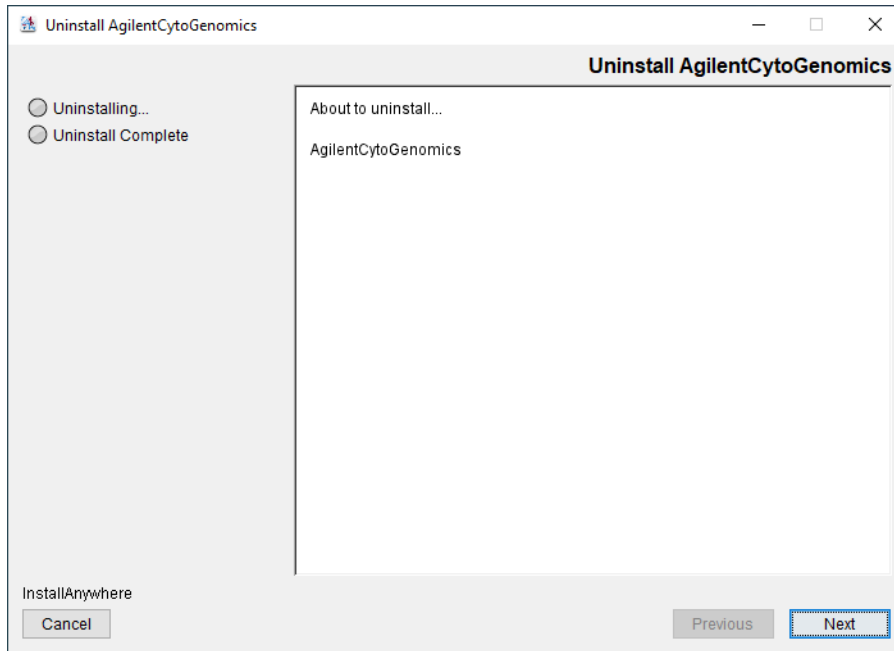 Uninstall AgilentCytoGenomics
Uninstall AgilentCytoGenomics
Uninstalling...
Uninstall Complete
About to uninstall...
AgilentCytoGenomics
InstallAnywhere
Cancel
Previous
Next